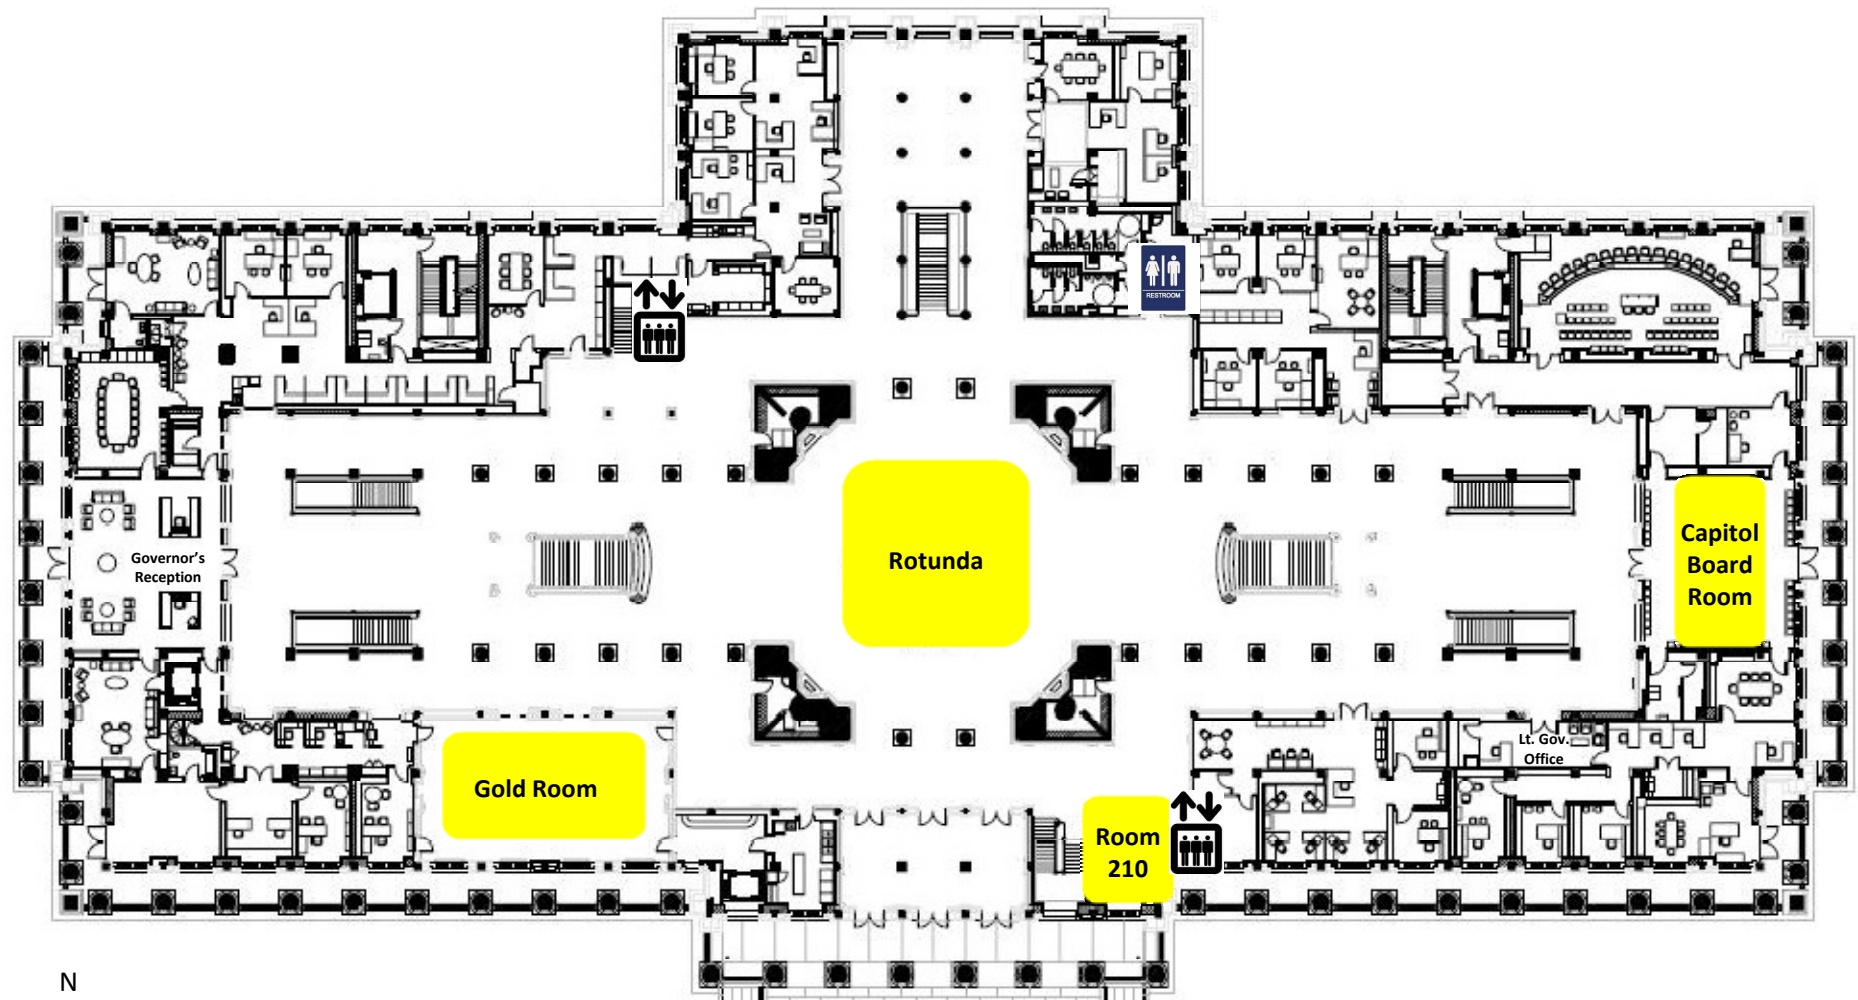 RESTROOM
Governor's
Reception
Rotunda
Capitol
Board
Room
Lt. Gov.
Office
Gold Room
Room
210
N